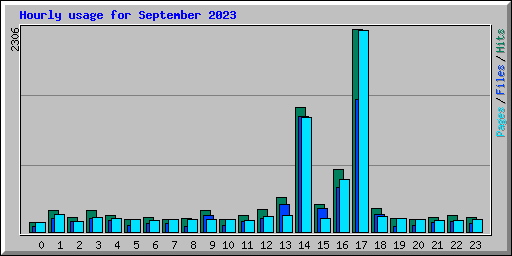 Hourly usage for September 2023
2306
Pages / Files / Hits
0 1 2 3 4 5 6 7 8 9 10 11 12 13 14 15 16 17 18 19 20 21 22 23